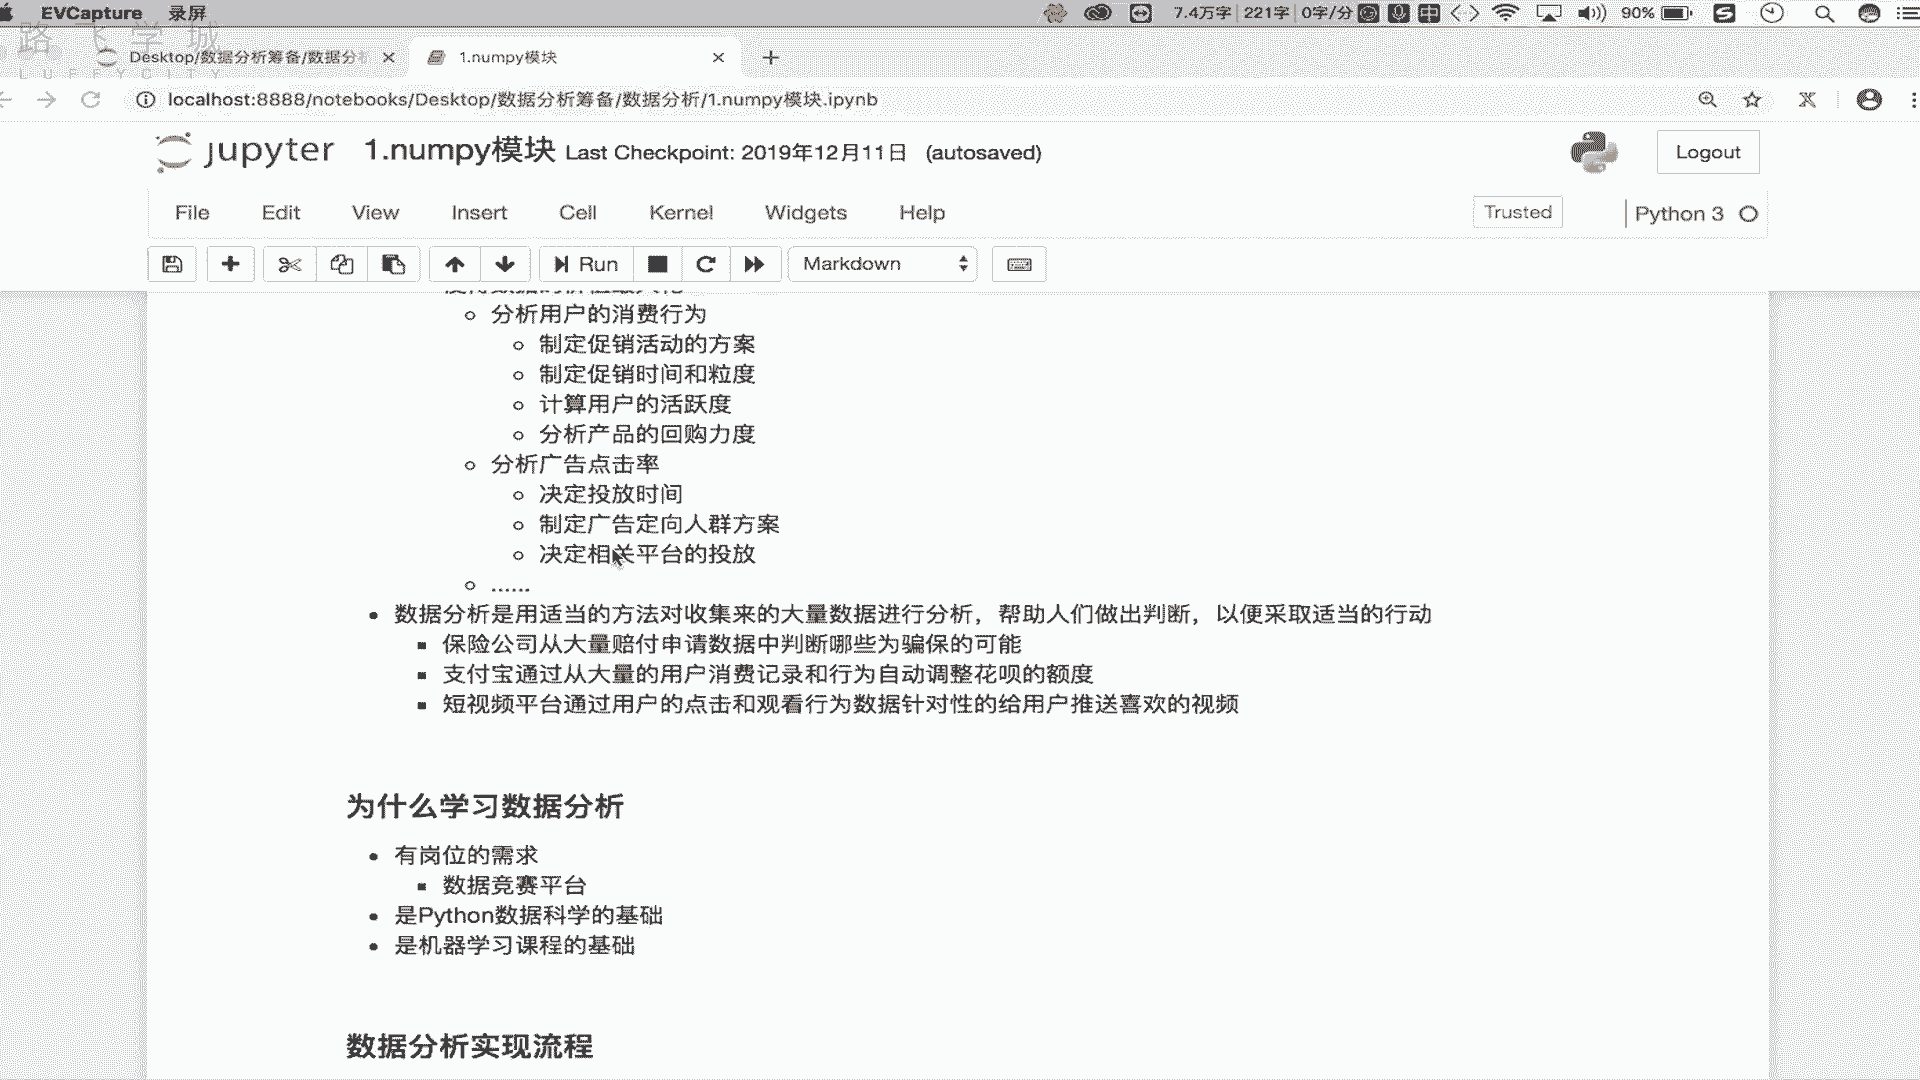 EVCapture 录屏 7.4万字 221字 0字/分 中 90%
路飞学城
LUFFYCITY
Desktop/数据分析筹备/数据分析 1.numpy模块
localhost:8888/notebooks/Desktop/数据分析筹备/数据分析/1.numpy模块.ipynb
jupyter 1.numpy模块 Last Checkpoint: 2019年12月11日 (autosaved) Logout
File Edit View Insert Cell Kernel Widgets Help Trusted Python 3
Run Markdown
分析用户的消费行为
制定促销活动的方案
制定促销时间和粒度
计算用户的活跃度
分析产品的回购力度
分析广告点击率
决定投放时间
制定广告定向人群方案
决定相关平台的投放
......
数据分析是用适当的方法对收集来的大量数据进行分析，帮助人们做出判断，以便采取适当的行动
保险公司从大量赔付申请数据中判断哪些为骗保的可能
支付宝通过从大量的用户消费记录和行为自动调整花呗的额度
短视频平台通过用户的点击和观看行为数据针对性的给用户推送喜欢的视频
为什么学习数据分析
有岗位的需求
数据竞赛平台
是Python数据科学的基础
是机器学习课程的基础
数据分析实现流程